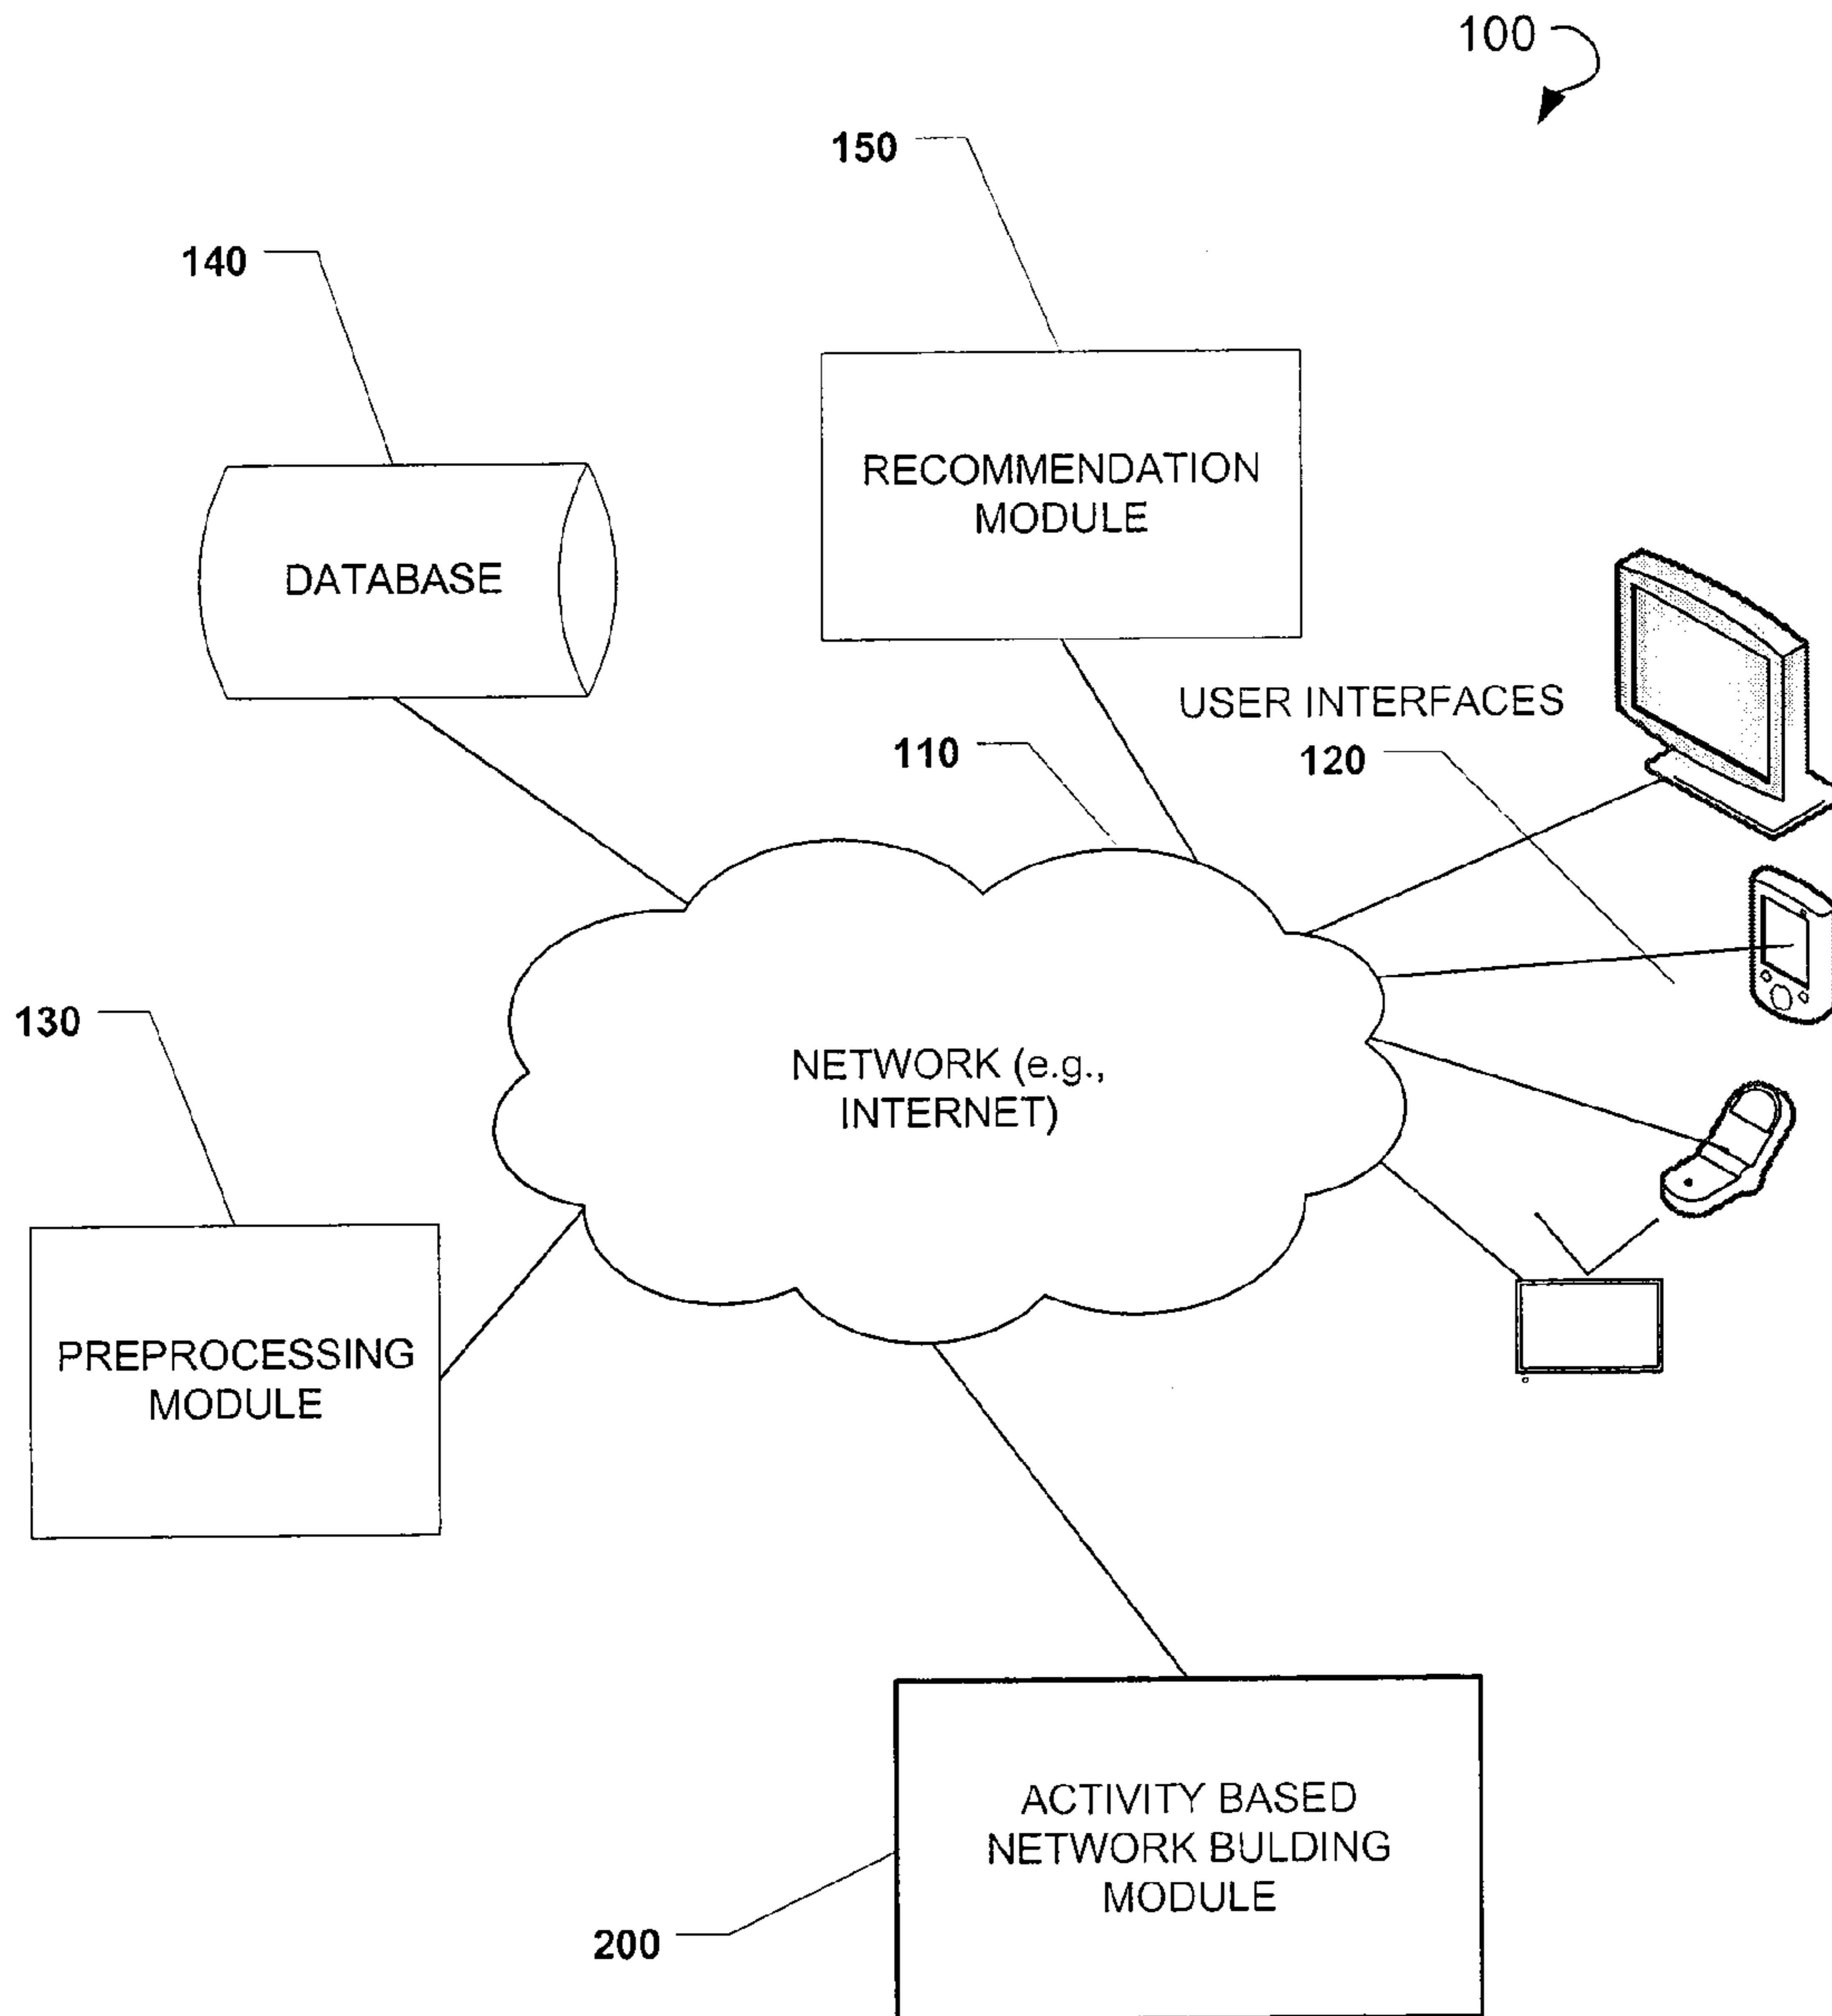 100
150
140
RECOMMENDATION
MODULE
DATABASE
USER INTERFACES
110
120
130
NETWORK (e.g.,
INTERNET)
PREPROCESSING
MODULE
ACTIVITY BASED
NETWORK BULDING
MODULE
200